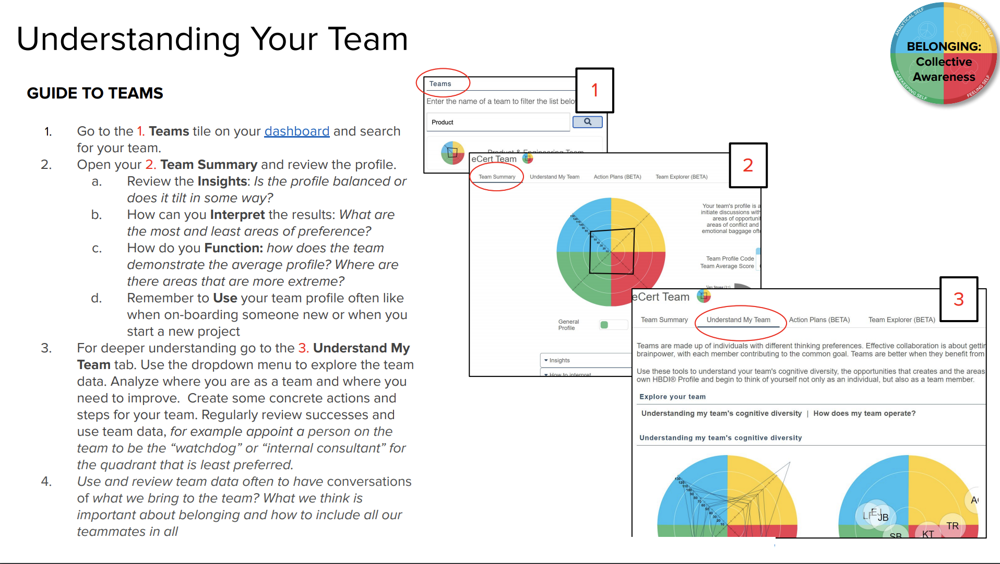 Understanding Your Team
ANALYTICAL SELF
EXPERIMENTAL SELF
BELONGING:
Collective
Awareness
SAFEKEEPING SELF
FEELING SELF
GUIDE TO TEAMS
1. Go to the 1. Teams tile on your dashboard and search
for your team.
2. Open your 2. Team Summary and review the profile.
a. Review the Insights: Is the profile balanced or
does it tilt in some way?
b. How can you Interpret the results: What are
the most and least areas of preference?
c. How do you Function: how does the team
demonstrate the average profile? Where are
there areas that are more extreme?
d. Remember to Use your team profile often like
when on-boarding someone new or when you
start a new project
3. For deeper understanding go to the 3. Understand My
Team tab. Use the dropdown menu to explore the team
data. Analyze where you are as a team and where you
need to improve.  Create some concrete actions and
steps for your team. Regularly review successes and
use team data, for example appoint a person on the
team to be the “watchdog” or “internal consultant” for
the quadrant that is least preferred.
4. Use and review team data often to have conversations
of what we bring to the team? What we think is
important about belonging and how to include all our
teammates in all
Teams
1
Enter the name of a team to filter the list belo
Product
Product & Engineering Team
eCert Team
2
Team Summary Understand My Team Action Plans (BETA) Team Explorer (BETA)
130
120
110
100
90
80
70
60
50
40
30
20
10
Your team's profile is a
initiate discussions with
areas of opportunit
areas of conflict and
emotional baggage ofte
Team Profile Code
Team Average Score
Very Strong (1+)
General
Profile
Insights
How to interpret
eCert Team
3
Team Summary Understand My Team Action Plans (BETA) Team Explorer (BETA)
Teams are made up of individuals with different thinking preferences. Effective collaboration is about gettin
brainpower, with each member contributing to the common goal. Teams are better when they benefit from
Use these tools to understand your team's cognitive diversity, the opportunities that creates and the areas
own HBDI® Profile and begin to think of yourself not only as an individual, but also as a team member.
Explore your team
Understanding my team's cognitive diversity | How does my team operate?
Understanding my team's cognitive diversity
130
120
110
100
90
80
70
60
50
40
30
20
10
EJ
JB
SB
KT
TR